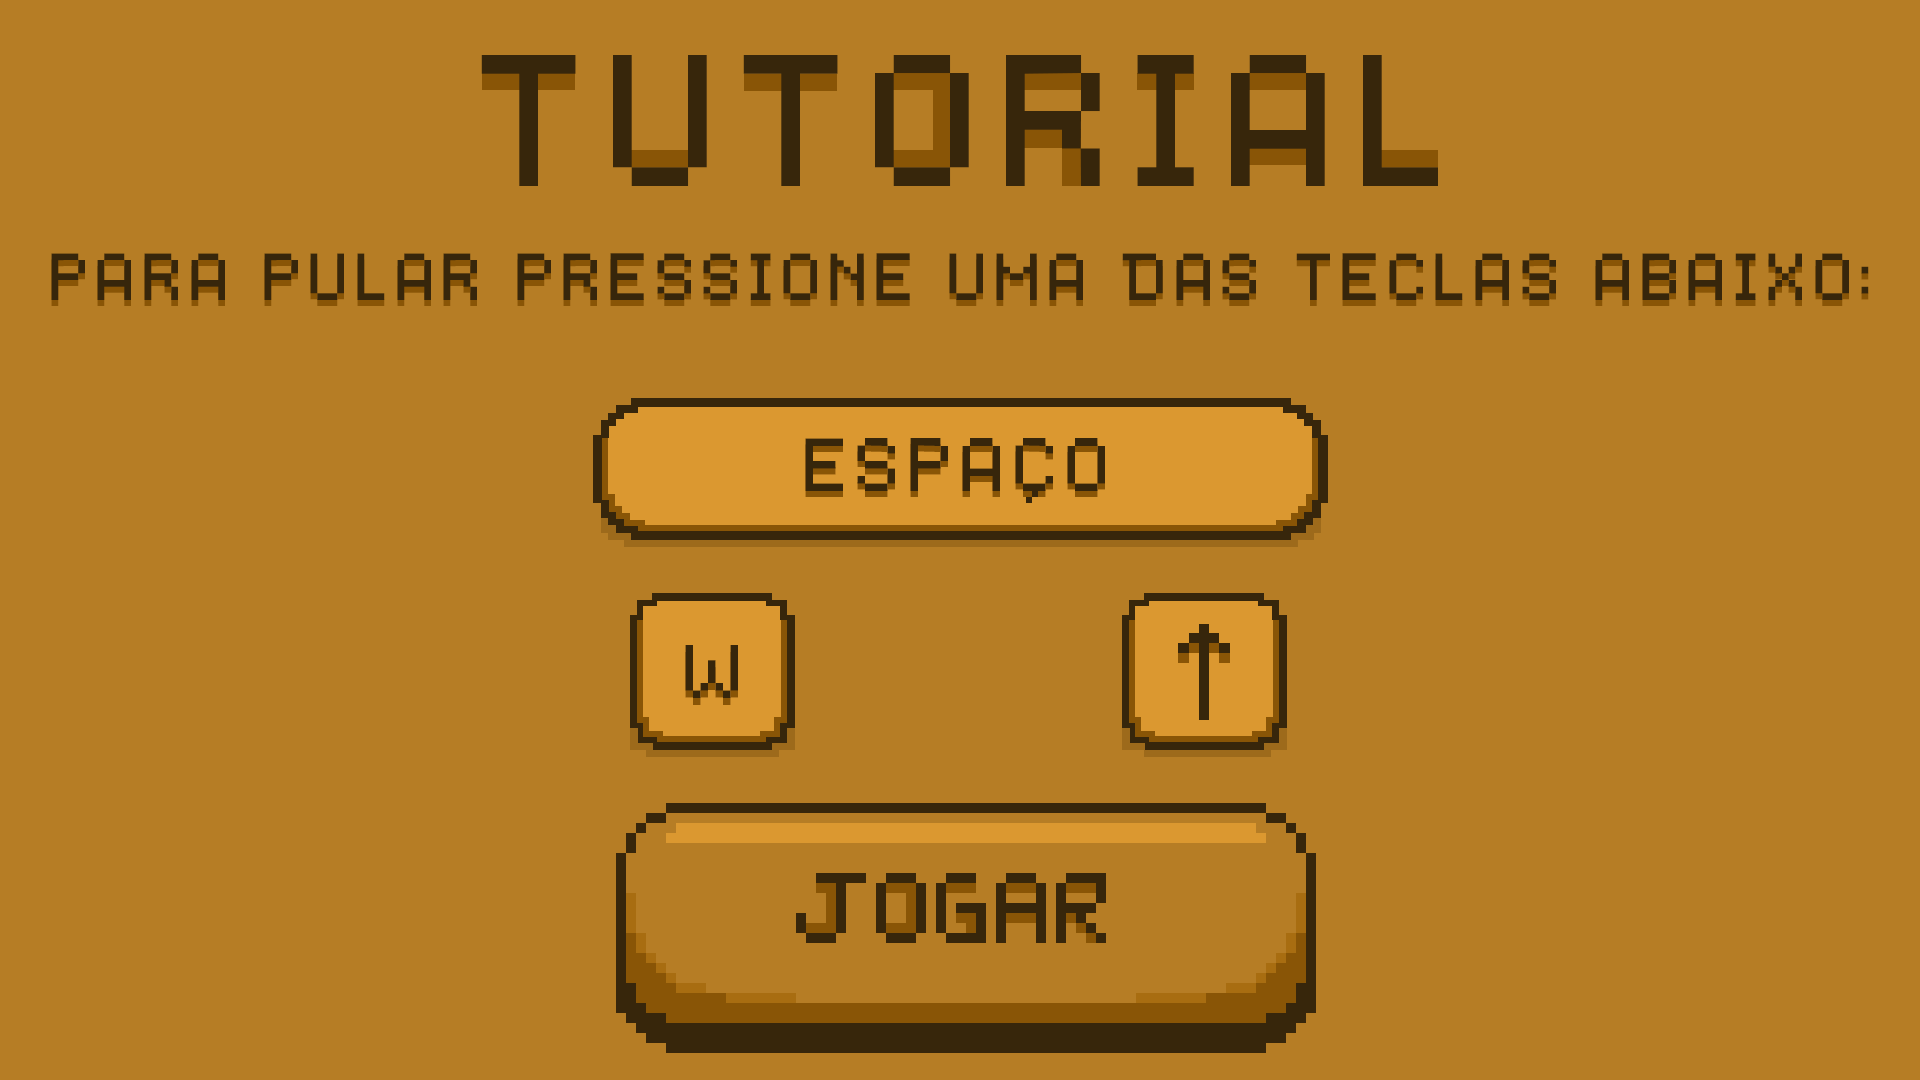 TUTORIAL
PARA PULAR PRESSIONE UMA DAS TECLAS ABAIXO:
ESPAÇO
W ↑
JOGAR